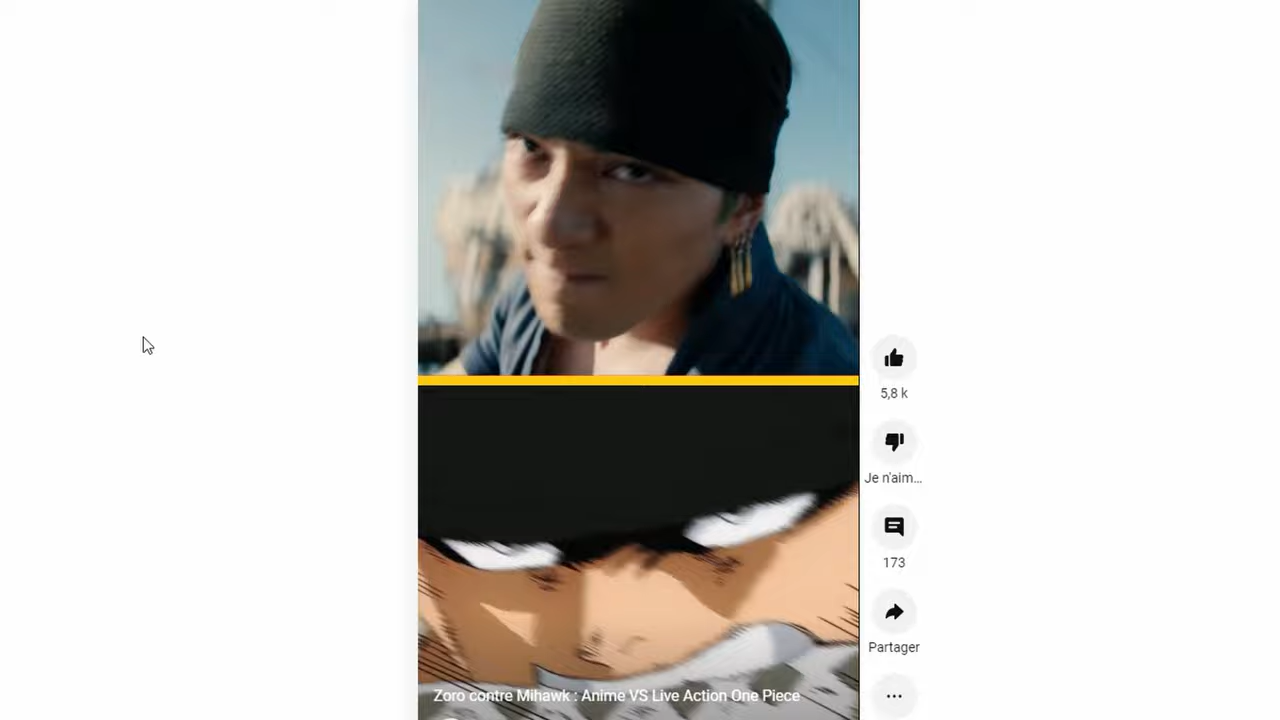 5,8 k
Je n'aim...
173
Partager
Zoro contre Mihawk : Anime VS Live Action One Piece